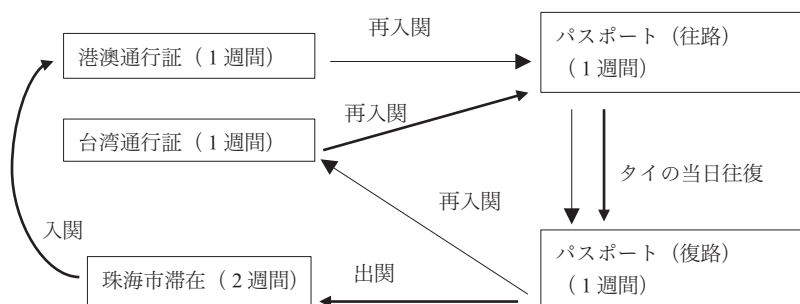 再入関
パスポート（往路）
（1週間）
港澳通行証（1週間）
再入関
台湾通行証（1週間）
タイの当日往復
再入関
入関
パスポート（復路）
（1週間）
珠海市滞在（2週間）
出関